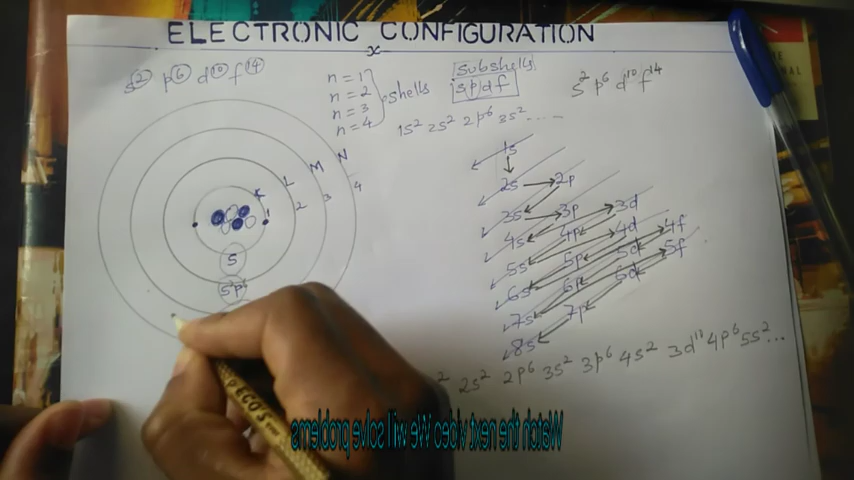 ELECTRONIC CONFIGURATION
x
s² p⁶ d¹⁰ f¹⁴
n = 1
n = 2
n = 3
n = 4
shells
Subshells
s p d f
s² p⁶ d¹⁰ f¹⁴
1s² 2s² 2p⁶ 3s² ......
K L M N
1 2 3 4
S
S P
1s
2s 2p
3s 3p 3d
4s 4p 4d 4f
5s 5p 5d 5f
6s 6p 6d
7s 7p
8s
² 2s² 2p⁶ 3s² 3p⁶ 4s² 3d¹⁰ 4p⁶ 5s² ...
ECO'S
Watch the next video We will solve problems